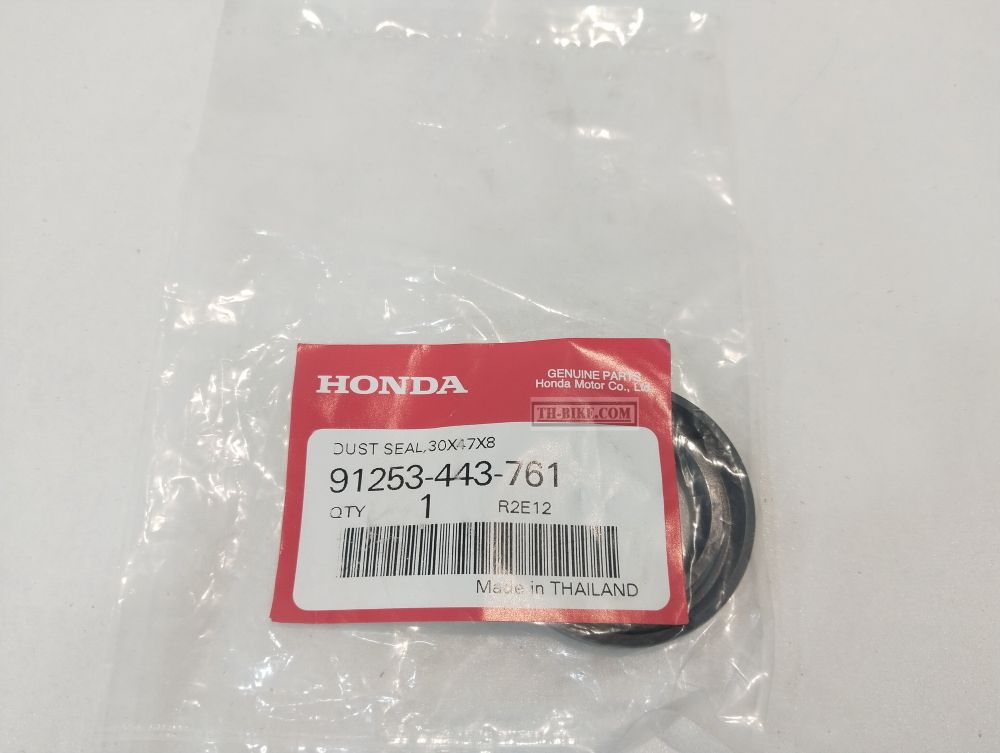 HONDA
GENUINE PARTS
Honda Motor Co., Ltd.
TH-BIKE.COM
DUST SEAL,30X47X8
91253-443-761
QTY 1 R2E12
Made in THAILAND